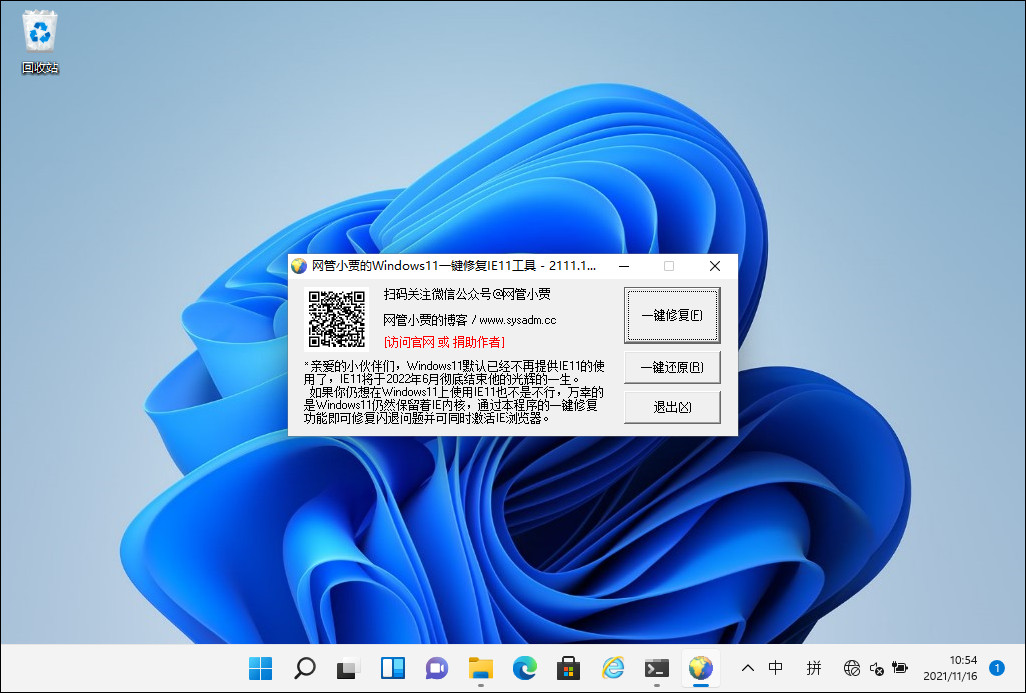 回收站
网管小贾的Windows11一键修复IE11工具 - 2111.1...
扫码关注微信公众号@网管小贾
网管小贾的博客 / www.sysadm.cc
[访问官网 或 捐助作者]
*亲爱的小伙伴们，Windows11默认已经不再提供IE11的使
用了，IE11将于2022年6月彻底结束他的光辉的一生。
如果你仍想在Windows11上使用IE11也不是不行，万幸的
是Windows11仍然保留着IE内核，通过本程序的一键修复
功能即可修复闪退问题并可同时激活IE浏览器。
一键修复(F)
一键还原(R)
退出(X)
中
拼
10:54
2021/11/16
1